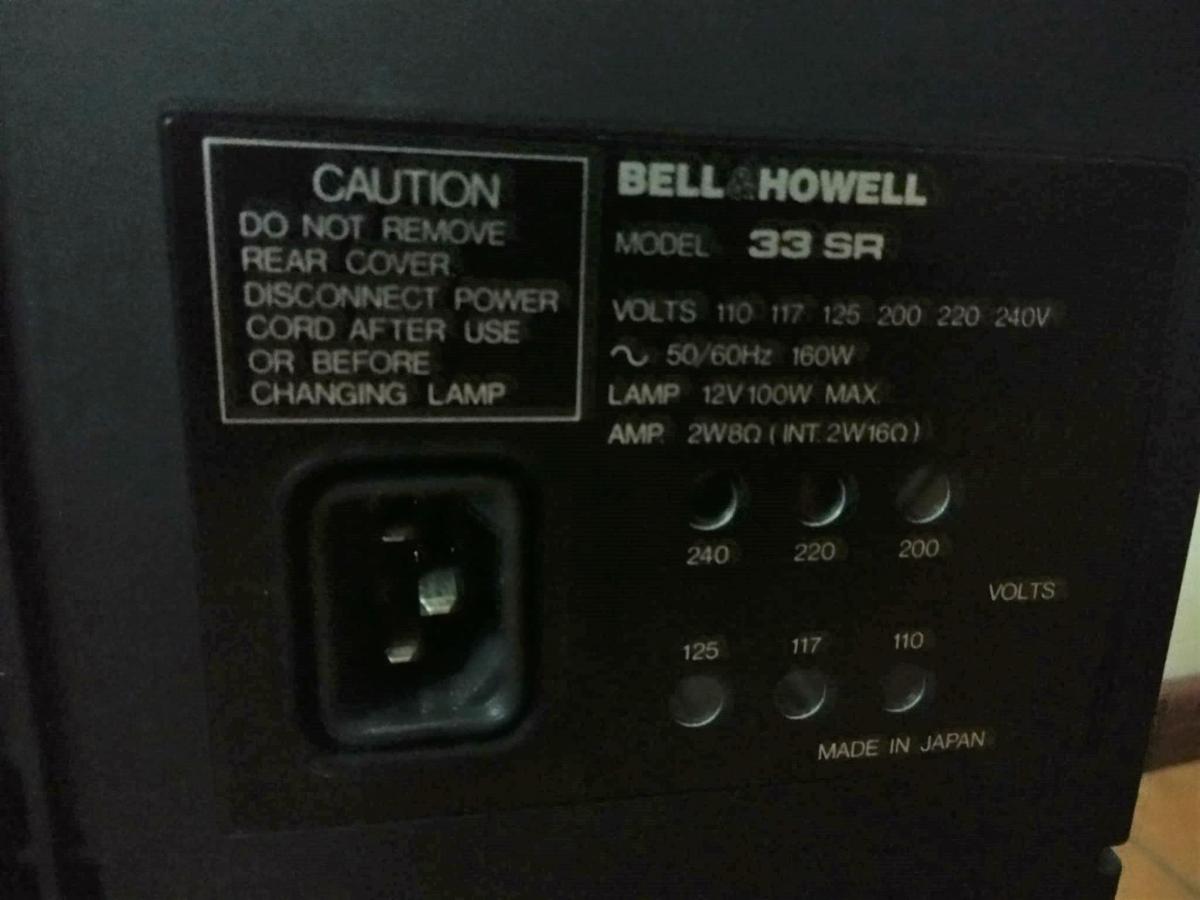 CAUTION
DO NOT REMOVE
REAR COVER
DISCONNECT POWER
CORD AFTER USE
OR BEFORE
CHANGING LAMP
BELL & HOWELL
MODEL 33 SR
VOLTS 110 117 125 200 220 240V
∿ 50/60Hz 160W
LAMP 12V100W MAX.
AMP. 2W8Ω (INT. 2W16Ω)
240 220 200
VOLTS
125 117 110
MADE IN JAPAN